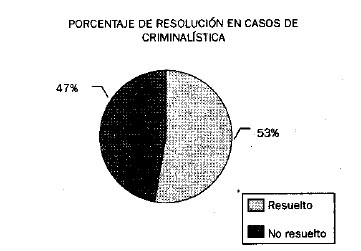 PORCENTAJE DE RESOLUCIÓN EN CASOS DE
CRIMINALÍSTICA
47%
53%
Resuelto
No resuelto